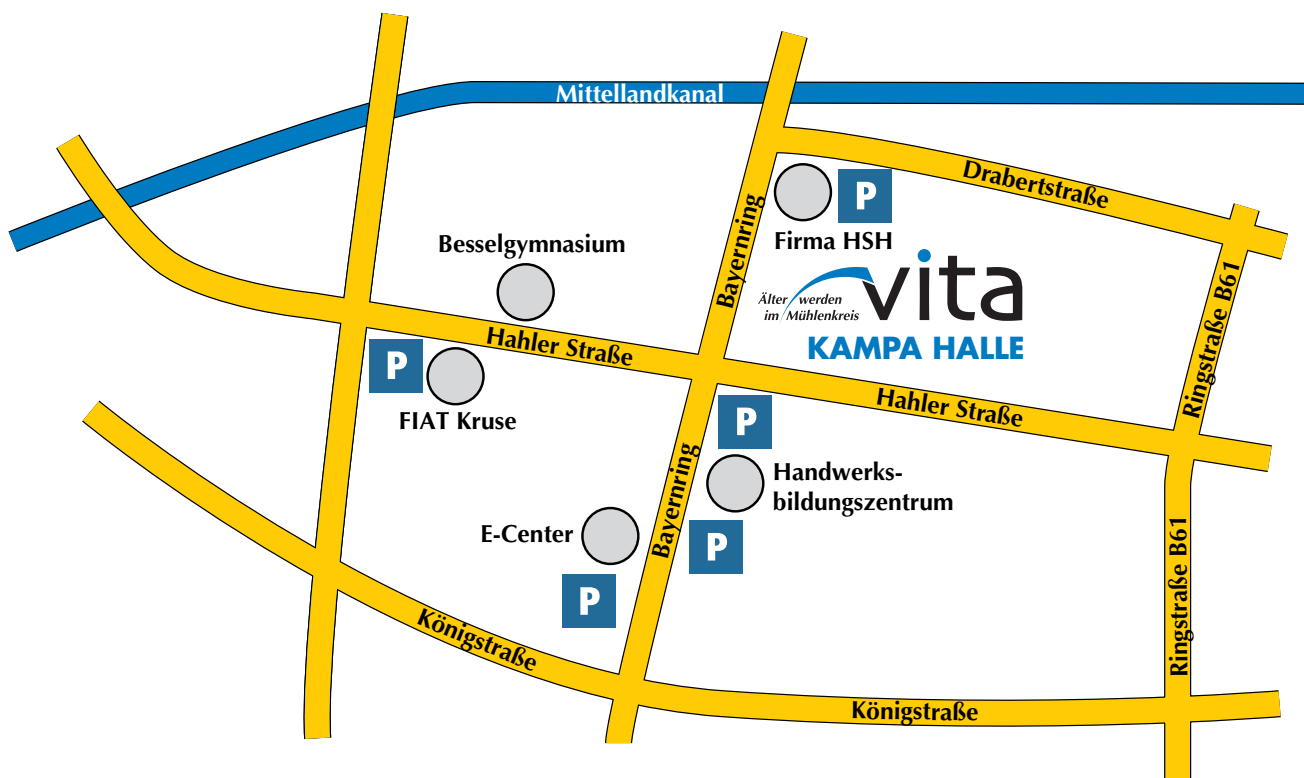 Mittellandkanal
Drabertstraße
P
Firma HSH
Bayernring
Besselgymnasium
Älter werden
im Mühlenkreis
vita
KAMPA HALLE
Ringstraße B61
Hahler Straße
P
FIAT Kruse
Hahler Straße
P
Handwerks-
bildungszentrum
Bayernring
E-Center
P
P
Ringstraße B61
Königstraße
Königstraße